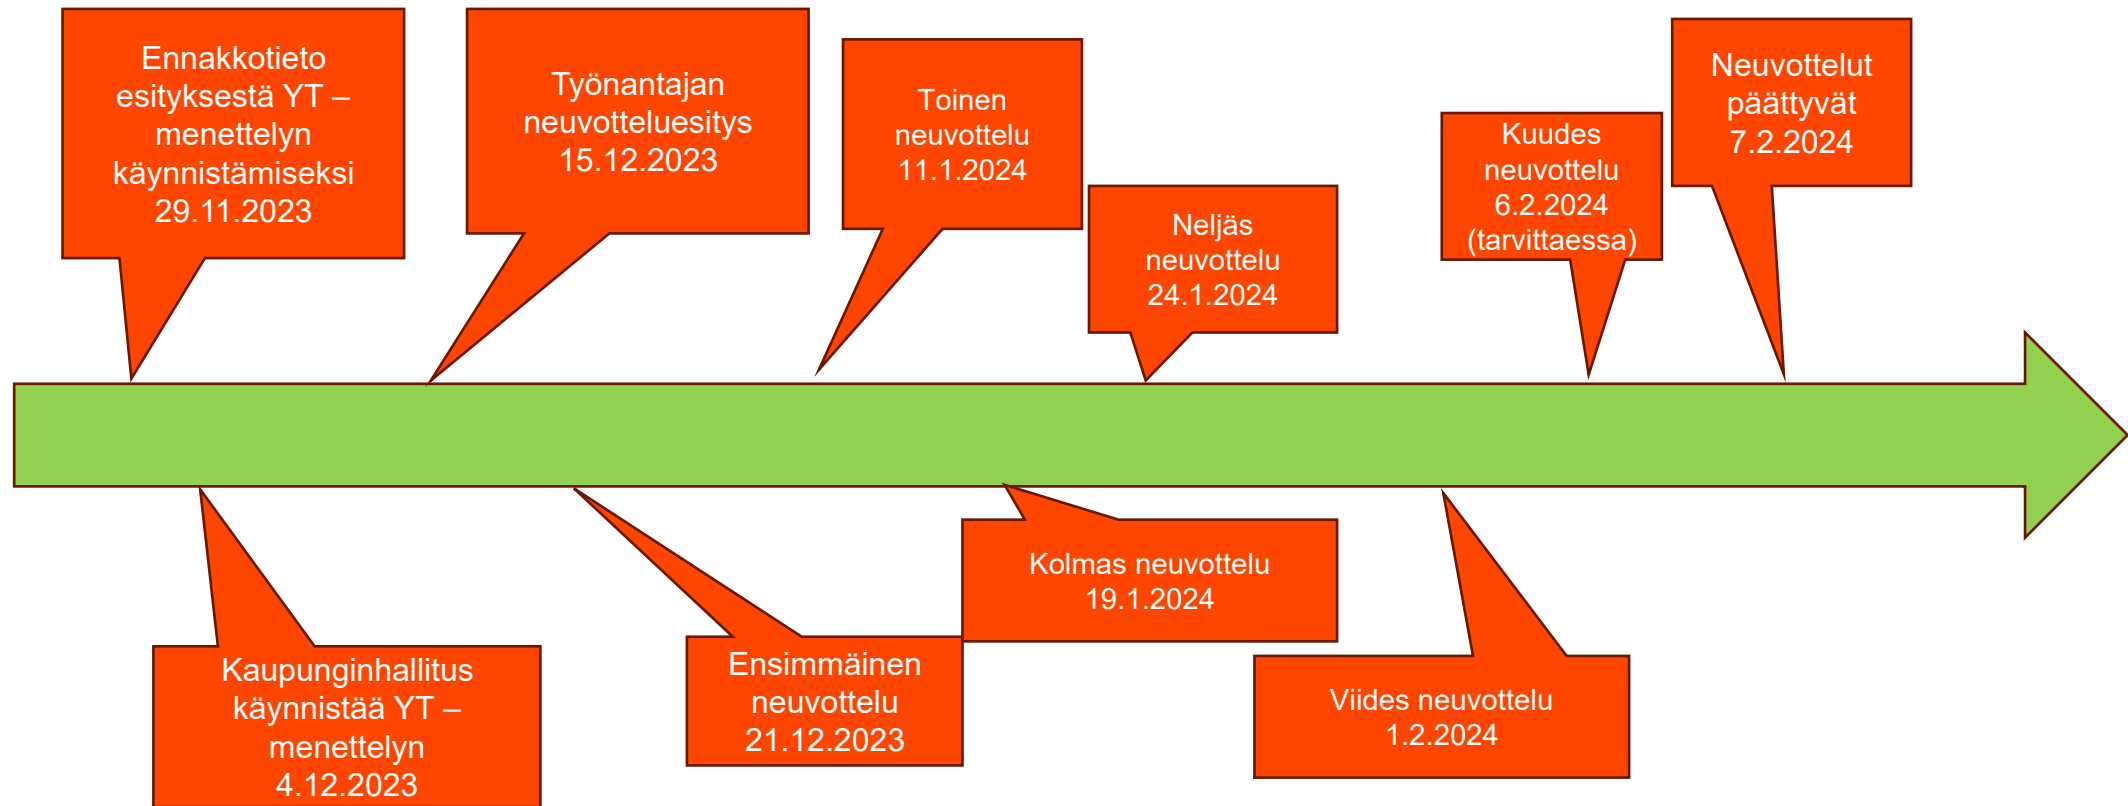 Ennakkotieto
esityksestä YT –
menettelyn
käynnistämiseksi
29.11.2023
Työnantajan
neuvotteluesitys
15.12.2023
Toinen
neuvottelu
11.1.2024
Neljäs
neuvottelu
24.1.2024
Kuudes
neuvottelu
6.2.2024
(tarvittaessa)
Neuvottelut
päättyvät
7.2.2024
Kaupunginhallitus
käynnistää YT –
menettelyn
4.12.2023
Ensimmäinen
neuvottelu
21.12.2023
Kolmas neuvottelu
19.1.2024
Viides neuvottelu
1.2.2024